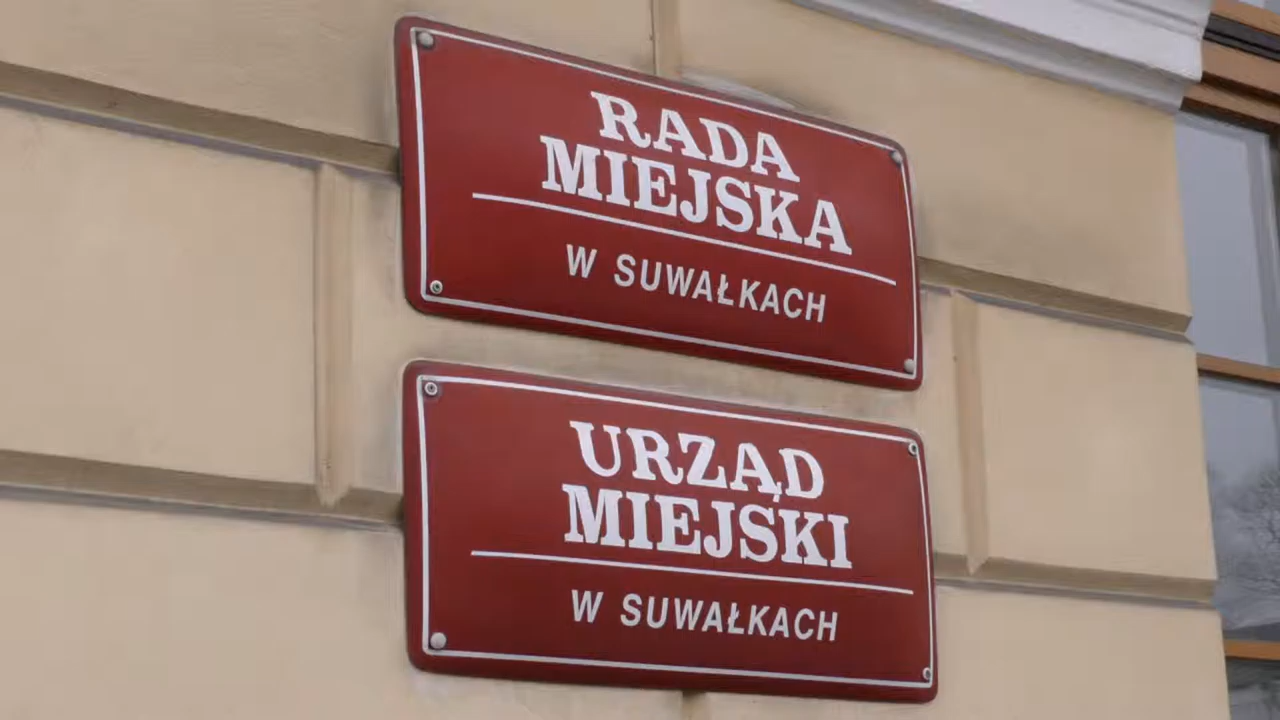 RADA
MIEJSKA
W SUWAŁKACH
URZĄD
MIEJSKI
W SUWAŁKACH